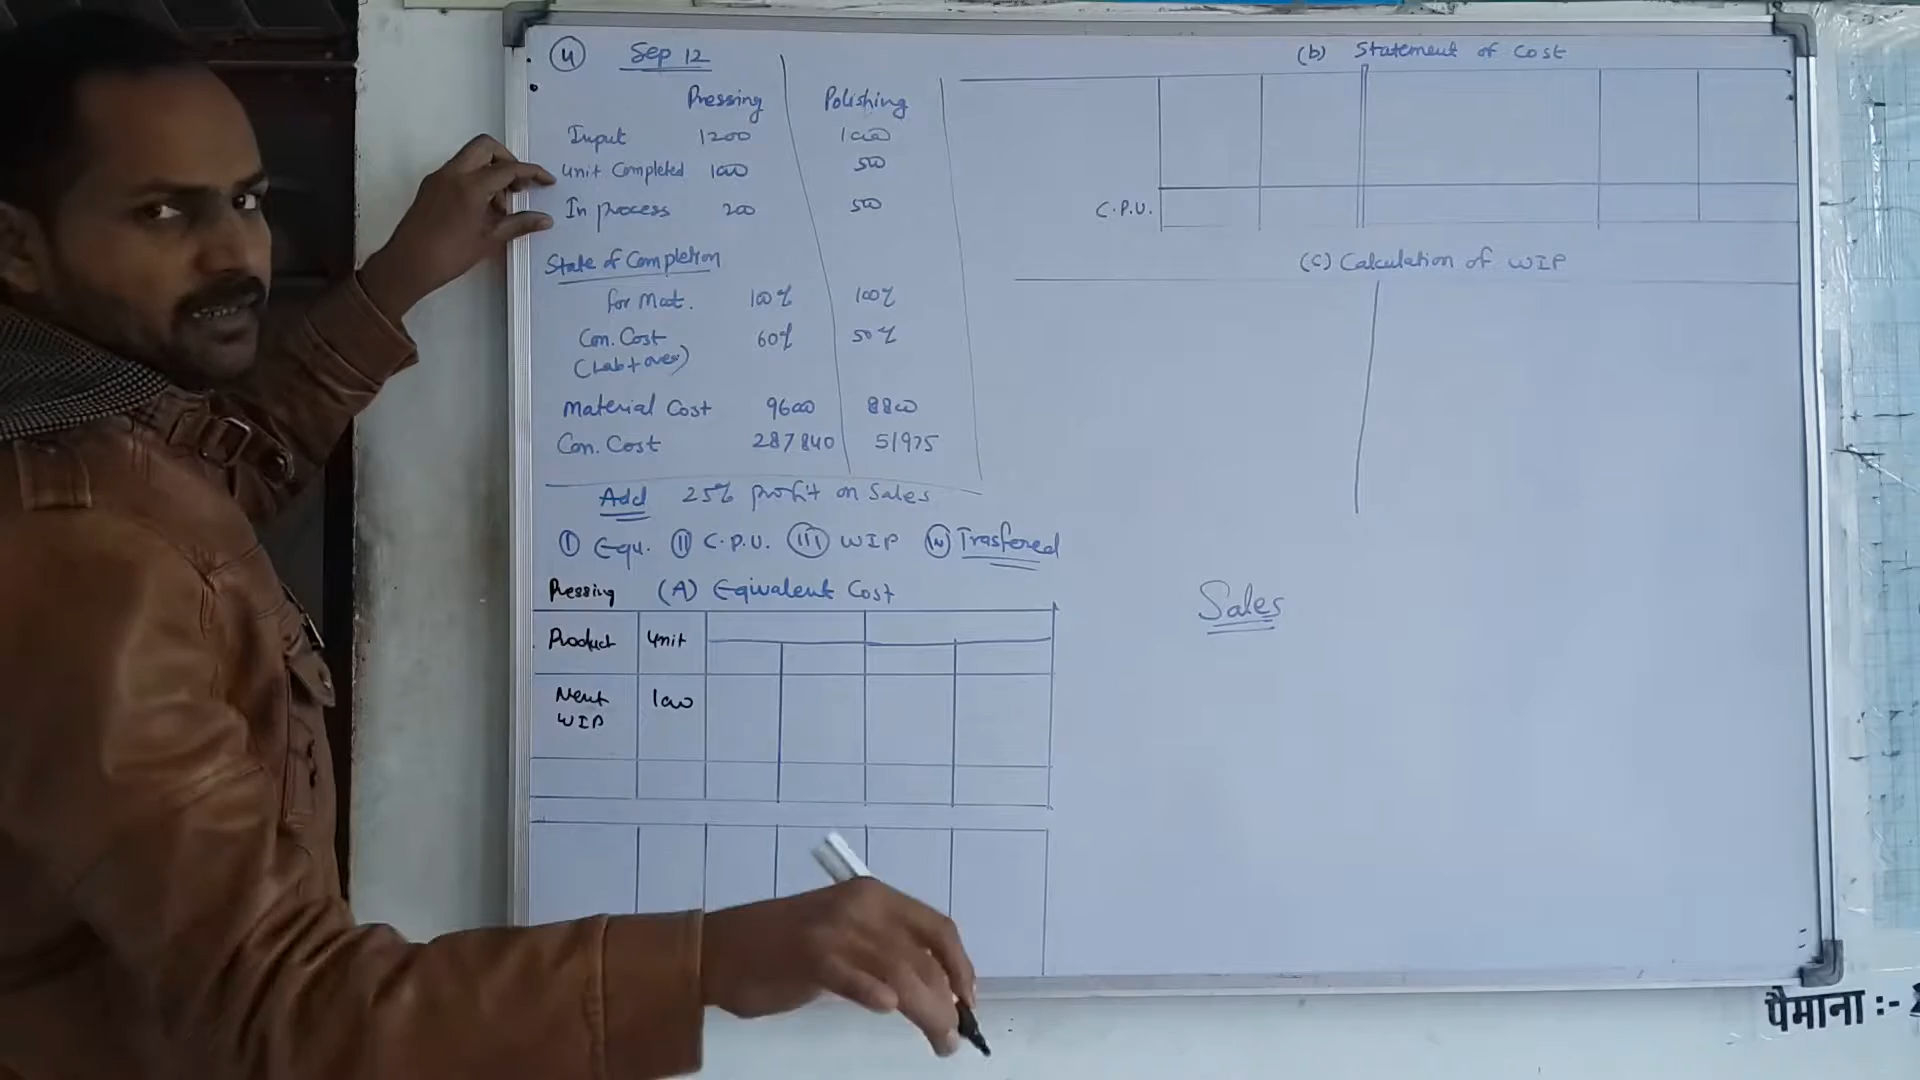 4 Sep 12
Pressing Polishing
Input 1200 1000
Unit Completed 1000 500
In process 200 500
State of Completion
for Mat. 100% 100%
Con. Cost 60% 50%
(Lab+over)
Material Cost 9600 8800
Con. Cost 287840 51975
Add 25% profit on Sales
I Equ. II C.P.U. III WIP IV Trasfered
Pressing (A) Eqivalent Cost
Product Unit
Next 1000
WIP
(b) Statement of Cost
C.P.U.
(c) Calculation of WIP
Sales
पैमाना :-